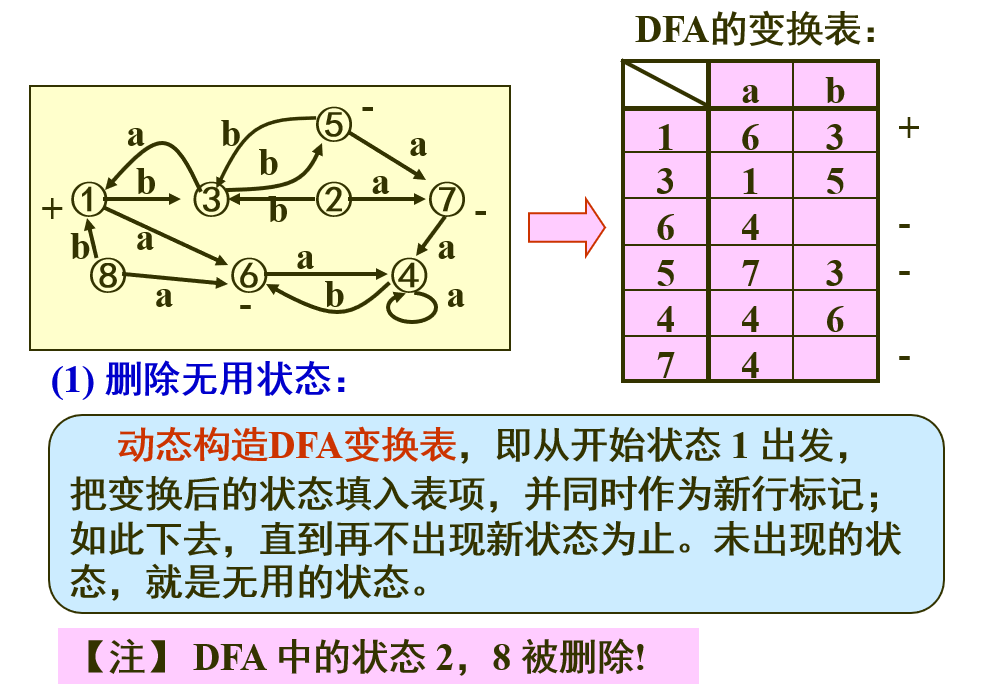 DFA的变换表：
a b
1 6 3 +
3 1 5
6 4 -
5 7 3 -
4 4 6
7 4 -
⑤ -
a b b a
+ ① b ③ b ② a ⑦ -
b a a
⑧ a ⑥ a ④ a
- b
(1) 删除无用状态：
动态构造DFA变换表，即从开始状态 1 出发，
把变换后的状态填入表项，并同时作为新行标记；
如此下去，直到再不出现新状态为止。未出现的状
态，就是无用的状态。
【注】 DFA 中的状态 2，8 被删除!